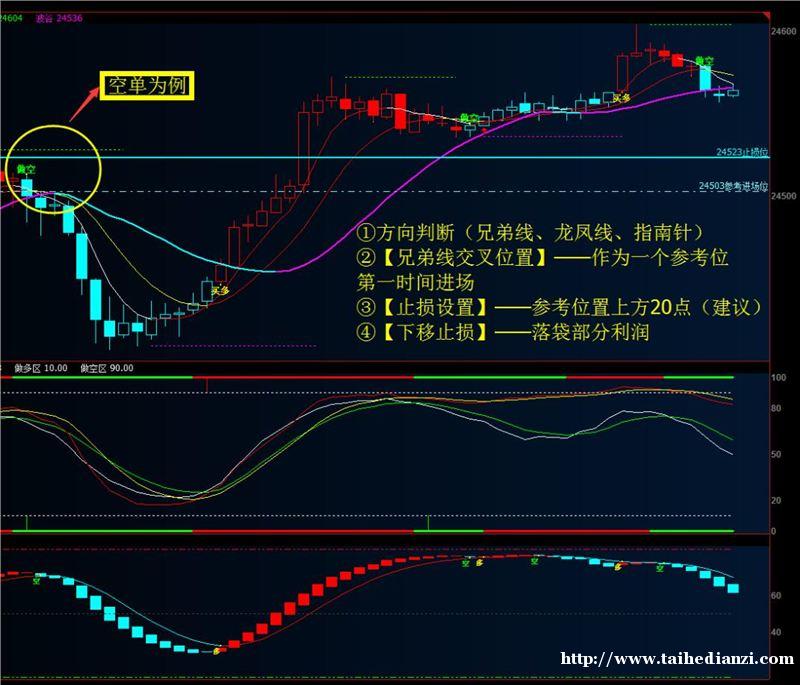 24604 波谷 24536
24600
空单为例
做空
做空
买多
做空
24523止损位
24503参考进场位
24500
①方向判断（兄弟线、龙凤线、指南针）
②【兄弟线交叉位置】——作为一个参考位
第一时间进场
③【止损设置】——参考位置上方20点（建议）
④【下移止损】——落袋部分利润
买多
做多区 10.00 做空区 90.00
100
80
50
20
0
空
空
多
空
多
空
60
40
多
http://www.taihedianzi.com